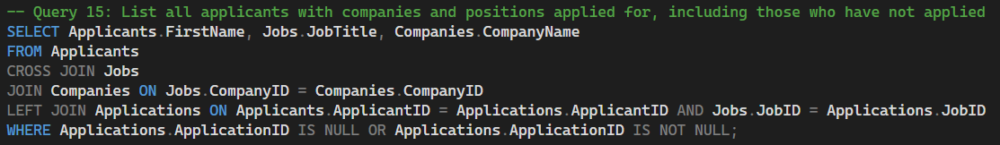 -- Query 15: List all applicants with companies and positions applied for, including those who have not applied
SELECT Applicants.FirstName, Jobs.JobTitle, Companies.CompanyName
FROM Applicants
CROSS JOIN Jobs
JOIN Companies ON Jobs.CompanyID = Companies.CompanyID
LEFT JOIN Applications ON Applicants.ApplicantID = Applications.ApplicantID AND Jobs.JobID = Applications.JobID
WHERE Applications.ApplicationID IS NULL OR Applications.ApplicationID IS NOT NULL;